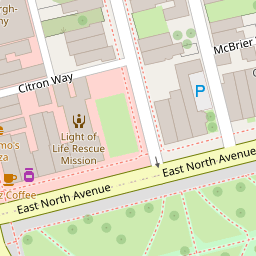 McBrier
Citron Way
P
Light of
Life Rescue
Mission
East North Avenue
Coffee
East North Avenue